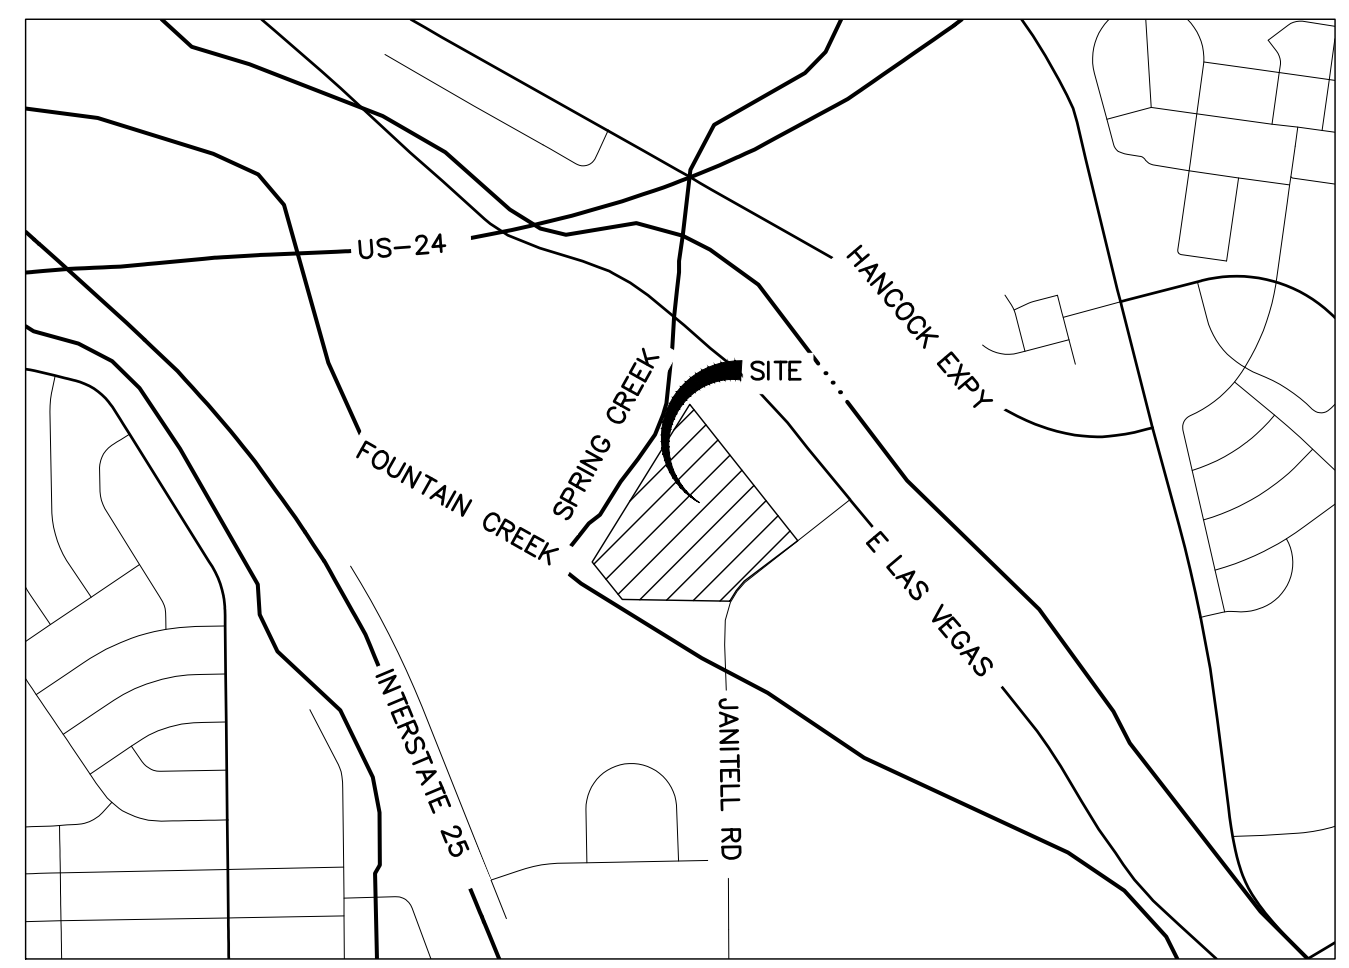 US-24
HANCOCK EXPY
SITE
SPRING CREEK
FOUNTAIN CREEK
E LAS VEGAS
INTERSTATE 25
JANITELL RD